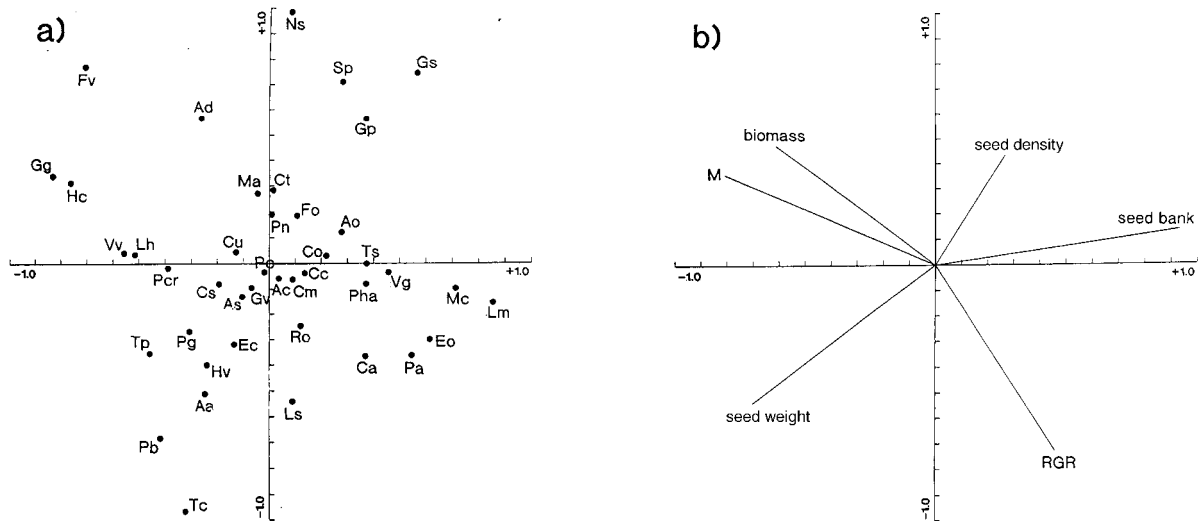 a)
+1.0
Ns
Fv
Sp
Gs
Ad
Gp
Gg
Hc
Ma
Ct
Pn
Fo
Ao
Vv
Lh
Cu
Co
Ts
-1.0
+1.0
Pcr
P
O
Cc
Vg
Cs
As
Gv
Ac
Cm
Pha
Mc
Lm
Tp
Pg
Ec
Ro
Eo
Hv
Ca
Pa
Aa
Ls
Pb
Tc
-1.0
b)
+1.0
biomass
seed density
M
seed bank
-1.0
+1.0
seed weight
RGR
-1.0